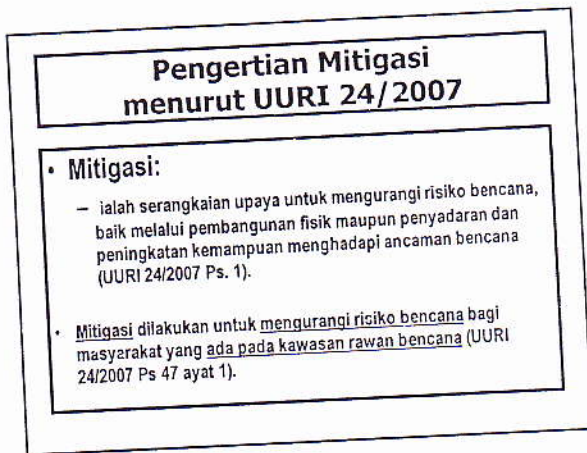 Pengertian Mitigasi
menurut UURI 24/2007
• Mitigasi:
– ialah serangkaian upaya untuk mengurangi risiko bencana,
baik melalui pembangunan fisik maupun penyadaran dan
peningkatan kemampuan menghadapi ancaman bencana
(UURI 24/2007 Ps. 1).
• Mitigasi dilakukan untuk mengurangi risiko bencana bagi
masyarakat yang ada pada kawasan rawan bencana (UURI
24/2007 Ps 47 ayat 1).